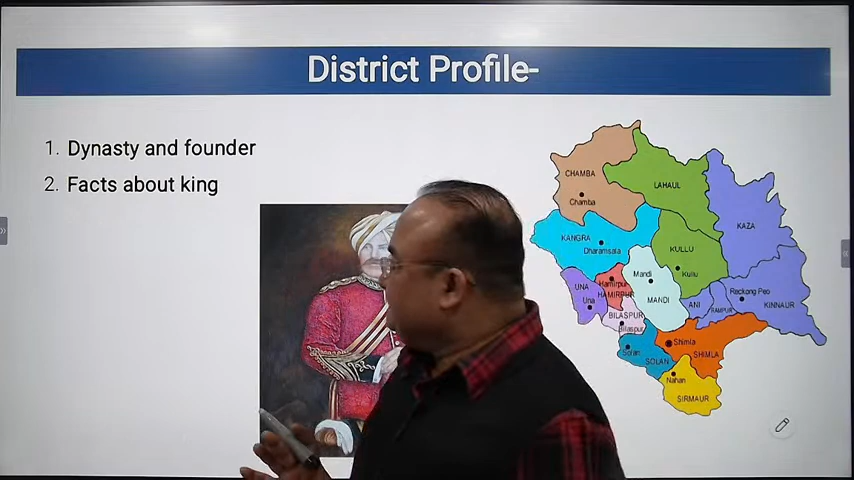 District Profile-
1. Dynasty and founder
2. Facts about king
CHAMBA
Chamba
LAHAUL
KAZA
KANGRA
Dharamsala
KULLU
Kullu
Mandi
MANDI
UNA
Una
Hamirpur
HAMIRPUR
BILASPUR
Bilaspur
ANI
RAMPUR
Reckong Peo
KINNAUR
Solan
SOLAN
Shimla
SHIMLA
Nahan
SIRMAUR